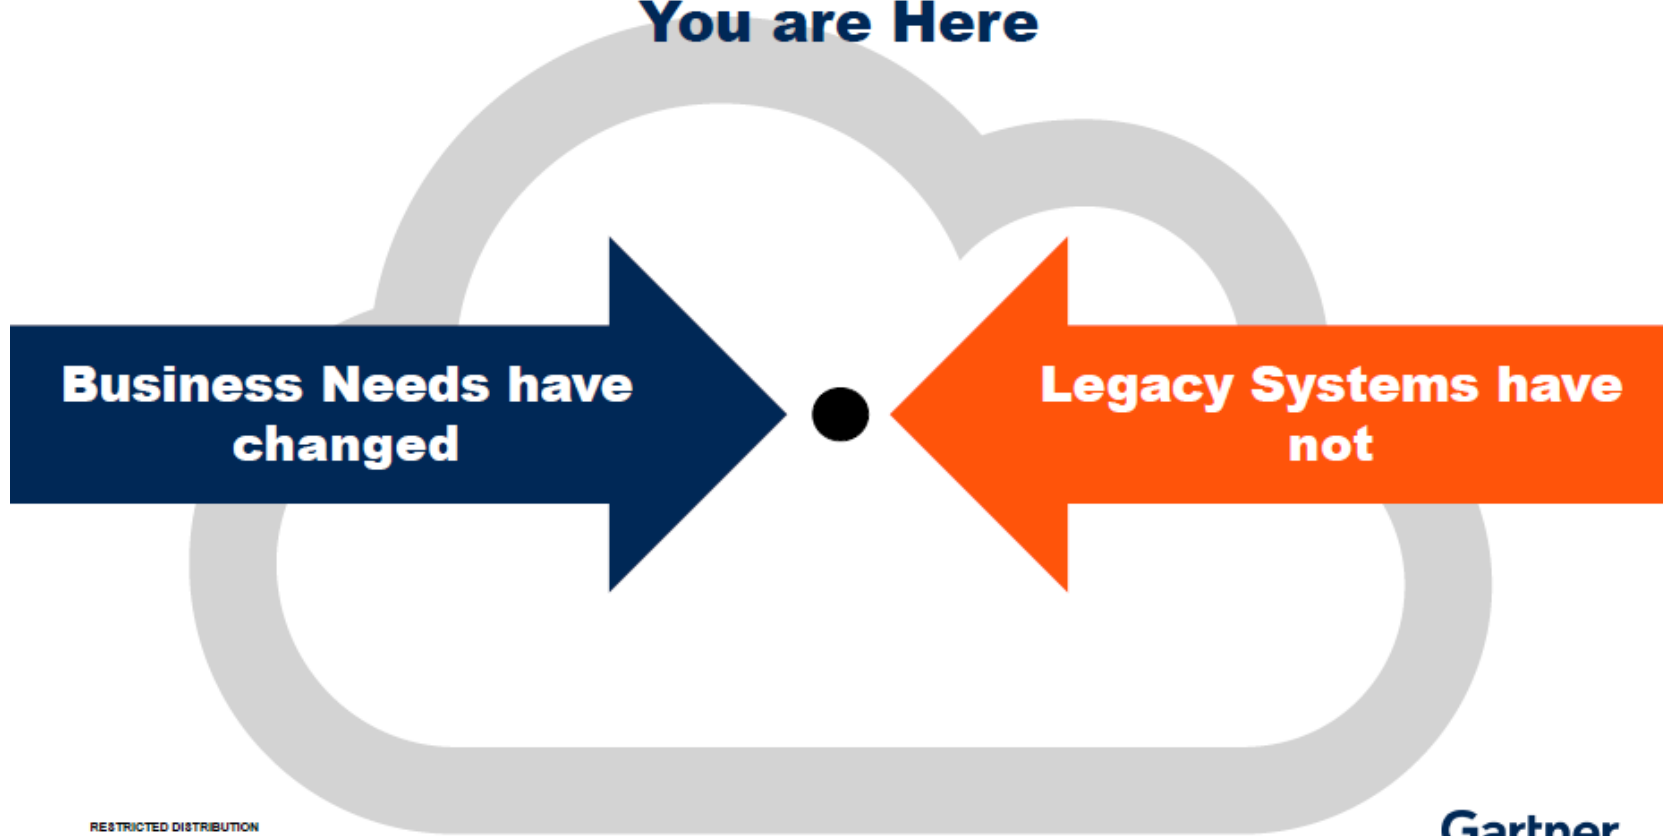 You are Here
Business Needs have
changed
Legacy Systems have
not
RESTRICTED DISTRIBUTION
Gartner